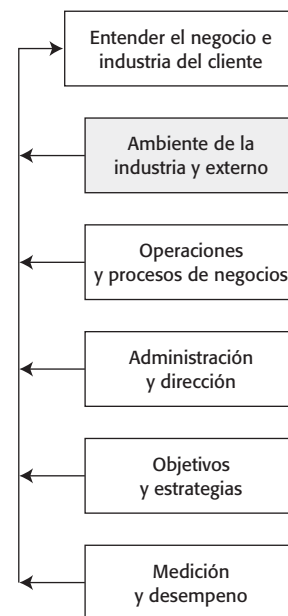 Entender el negocio e
industria del cliente
Ambiente de la
industria y externo
Operaciones
y procesos de negocios
Administración
y dirección
Objetivos
y estrategias
Medición
y desempeno